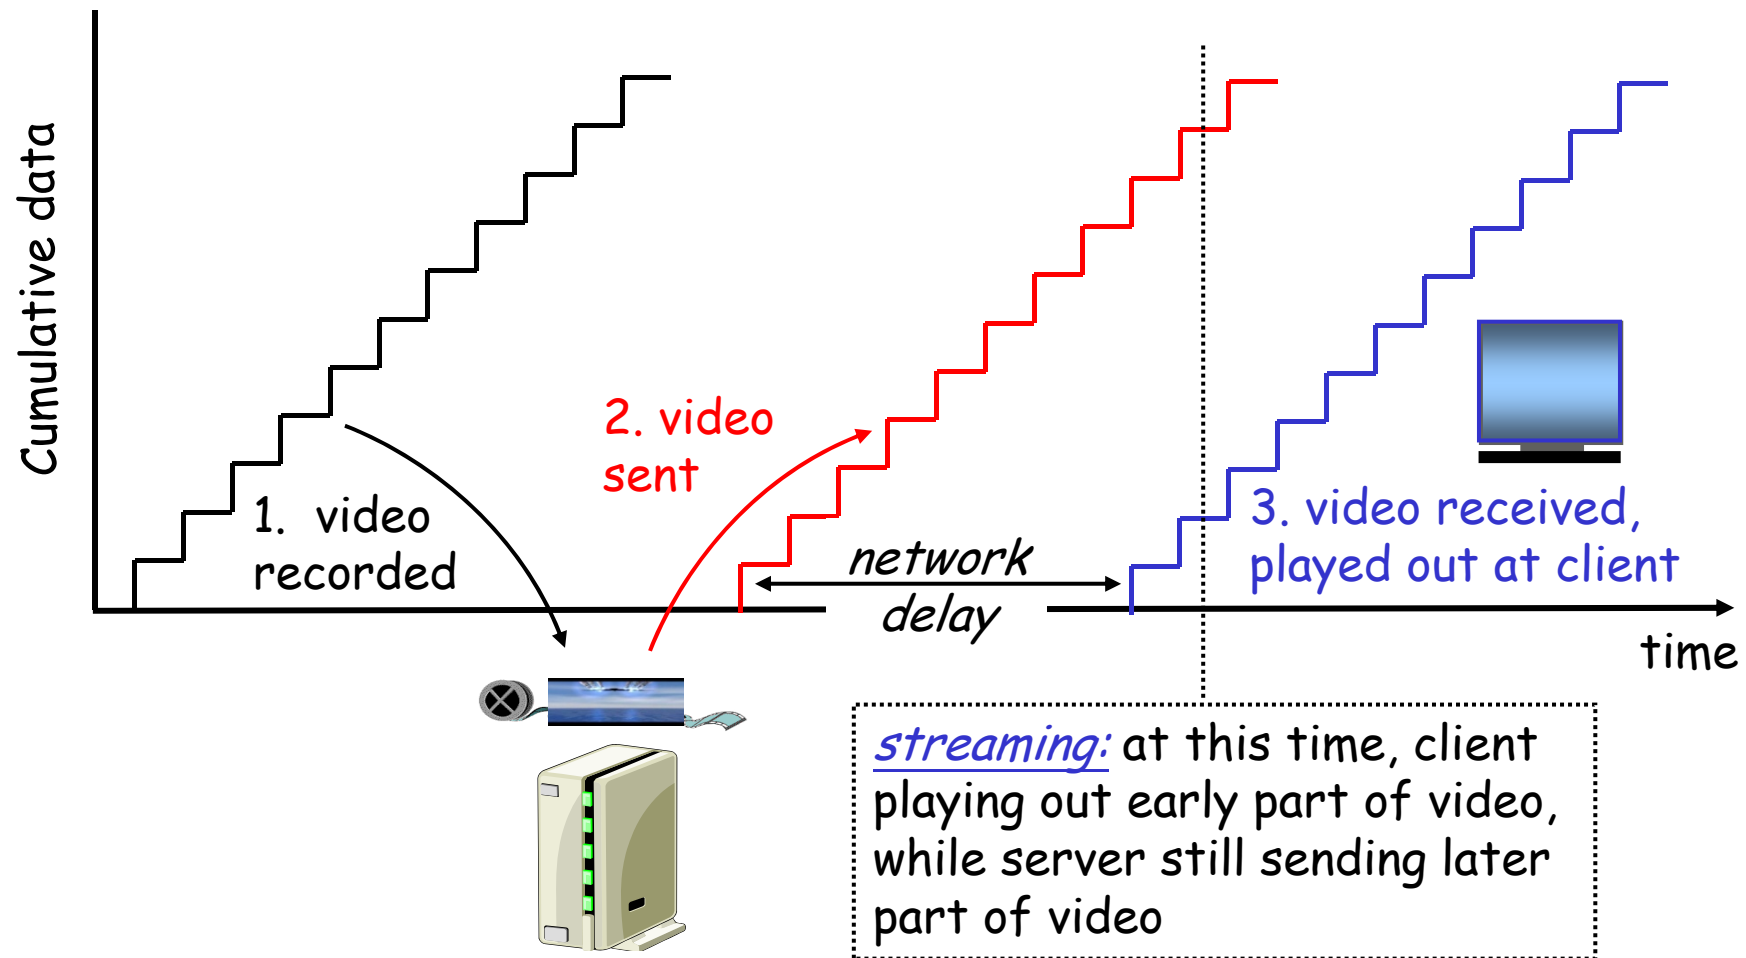 Cumulative data
1. video
recorded
2. video
sent
network
delay
3. video received,
played out at client
time
streaming: at this time, client
playing out early part of video,
while server still sending later
part of video